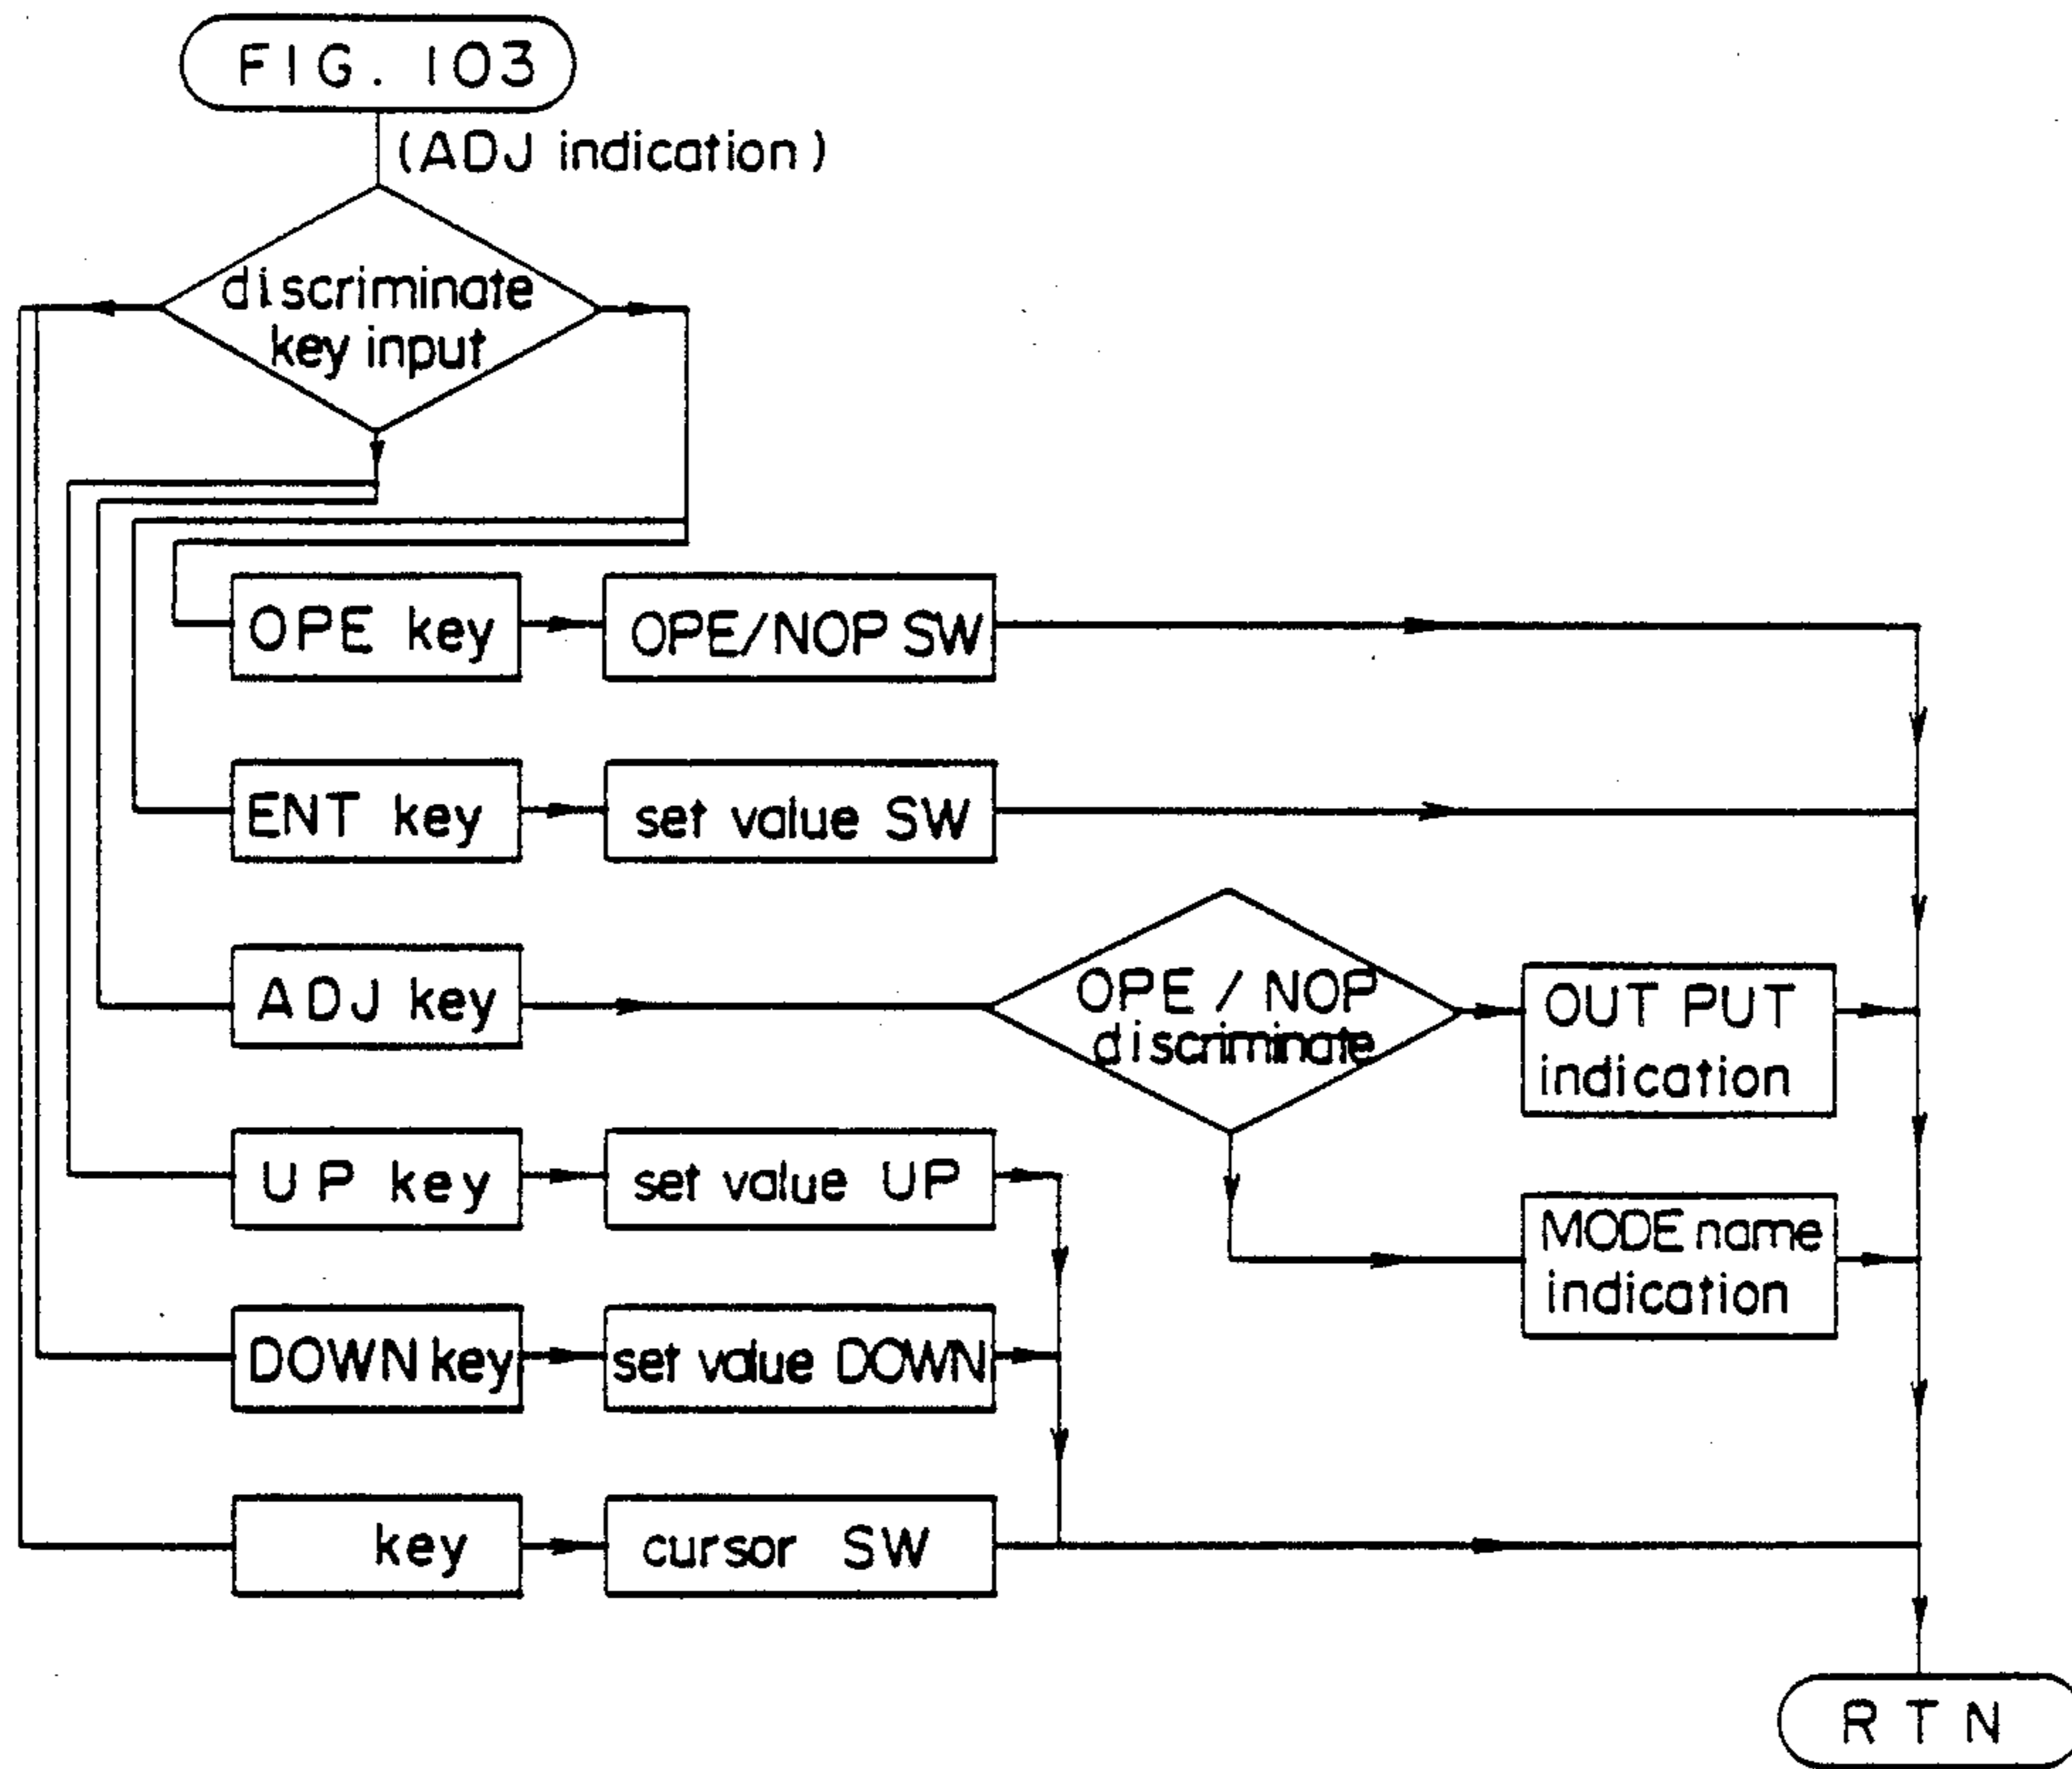 FIG. 103
(ADJ indication)
discriminate
key input
OPE key
OPE/NOP SW
ENT key
set value SW
ADJ key
OPE / NOP
discriminate
OUT PUT
indication
UP key
set value UP
MODE name
indication
DOWN key
set value DOWN
key
cursor SW
RTN